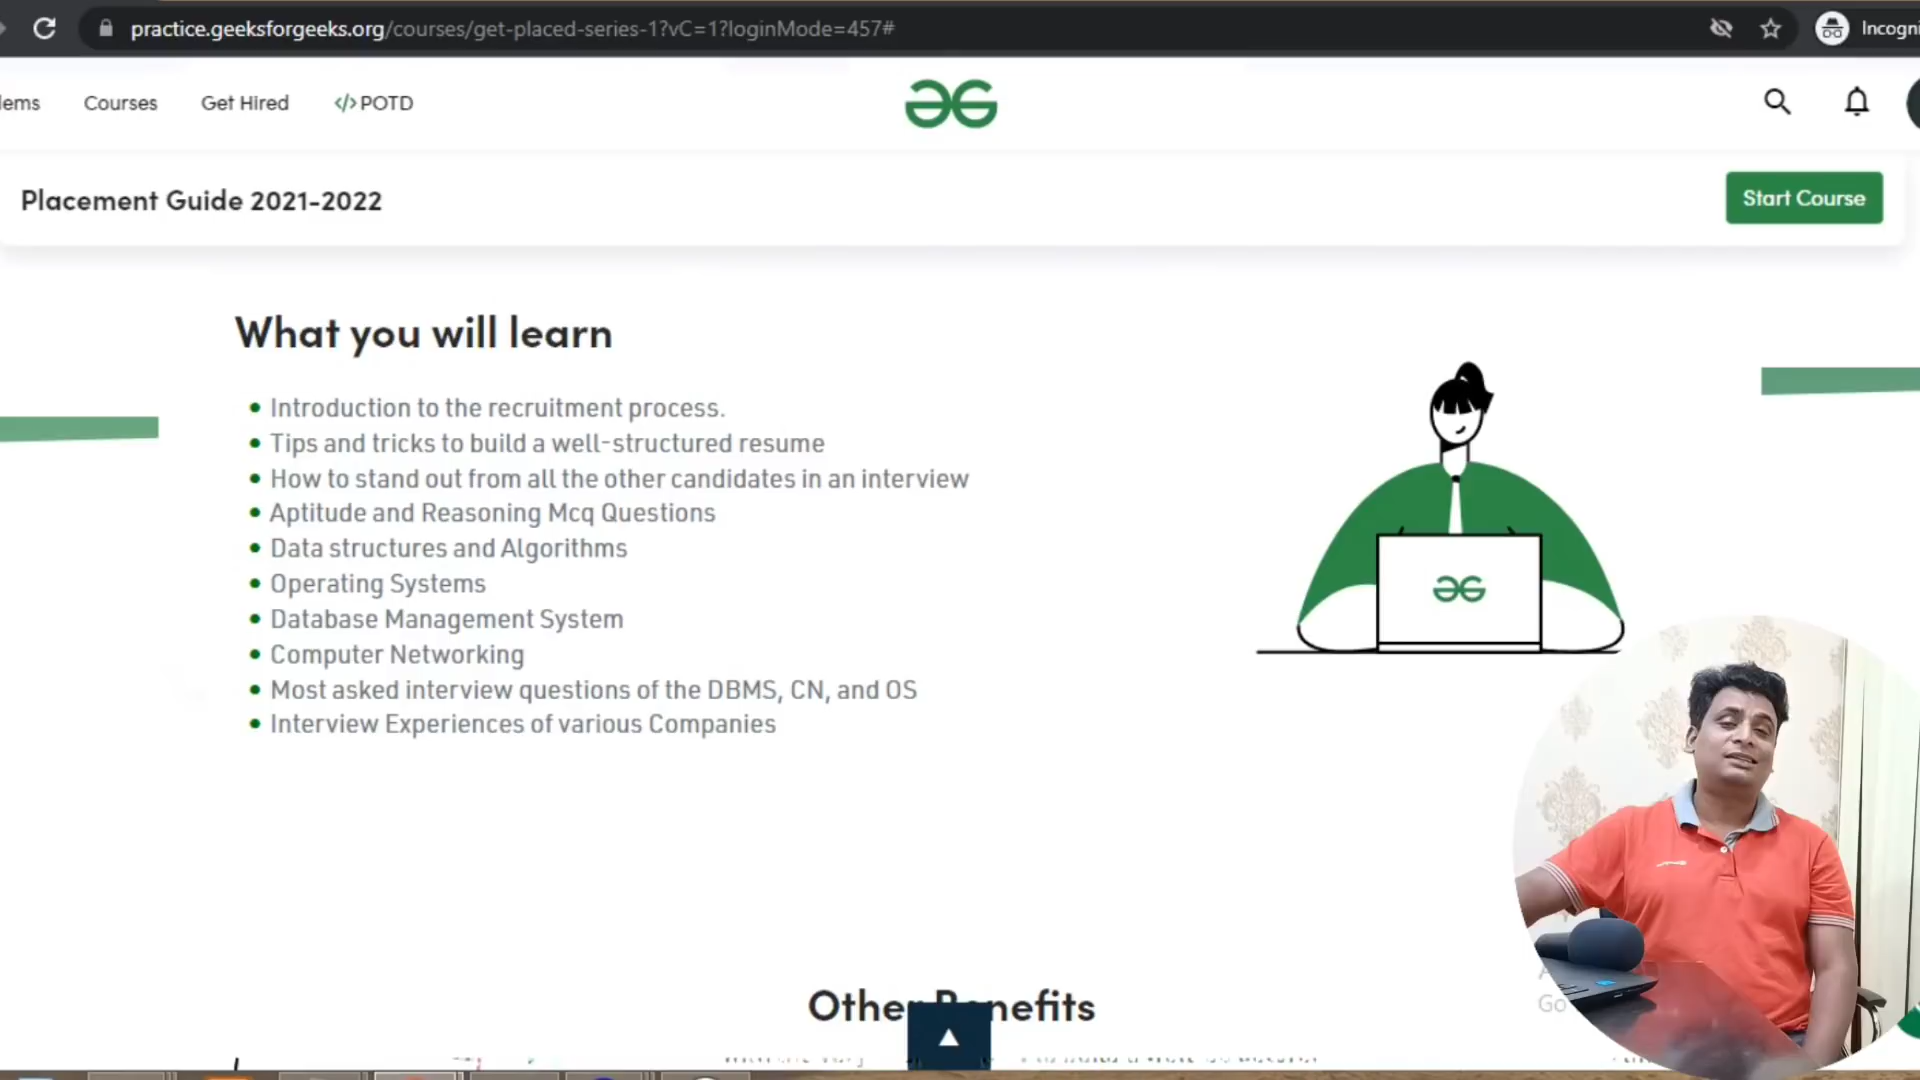 practice.geeksforgeeks.org/courses/get-placed-series-1?vC=1?loginMode=457#
Incogni
lems Courses Get Hired </> POTD
Placement Guide 2021-2022
Start Course
What you will learn
• Introduction to the recruitment process.
• Tips and tricks to build a well-structured resume
• How to stand out from all the other candidates in an interview
• Aptitude and Reasoning Mcq Questions
• Data structures and Algorithms
• Operating Systems
• Database Management System
• Computer Networking
• Most asked interview questions of the DBMS, CN, and OS
• Interview Experiences of various Companies
Go
Other Benefits